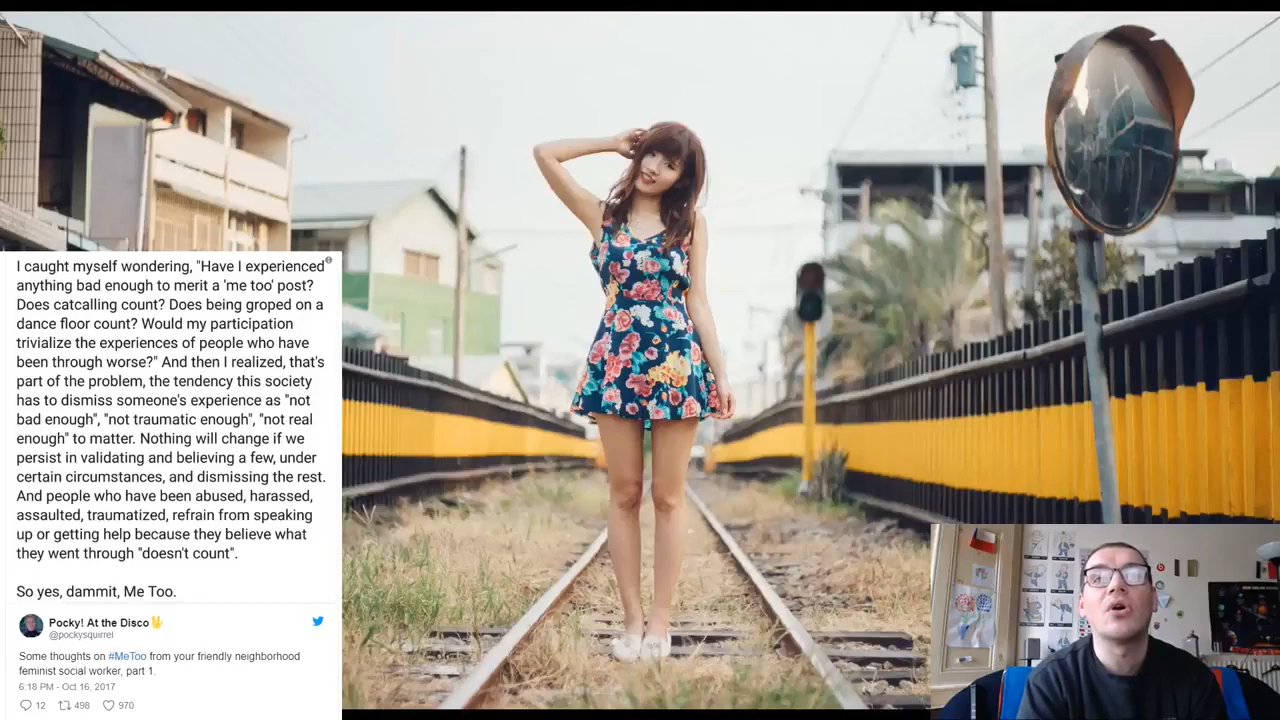 I caught myself wondering, "Have I experienced
anything bad enough to merit a 'me too' post?
Does catcalling count? Does being groped on a
dance floor count? Would my participation
trivialize the experiences of people who have
been through worse?" And then I realized, that's
part of the problem, the tendency this society
has to dismiss someone's experience as "not
bad enough", "not traumatic enough", "not real
enough" to matter. Nothing will change if we
persist in validating and believing a few, under
certain circumstances, and dismissing the rest.
And people who have been abused, harassed,
assaulted, traumatized, refrain from speaking
up or getting help because they believe what
they went through "doesn't count".
So yes, dammit, Me Too.
Pocky! At the Disco🖖
@pockysquirrel
Some thoughts on #MeToo from your friendly neighborhood
feminist social worker, part 1.
6:18 PM - Oct 16, 2017
12 498 970